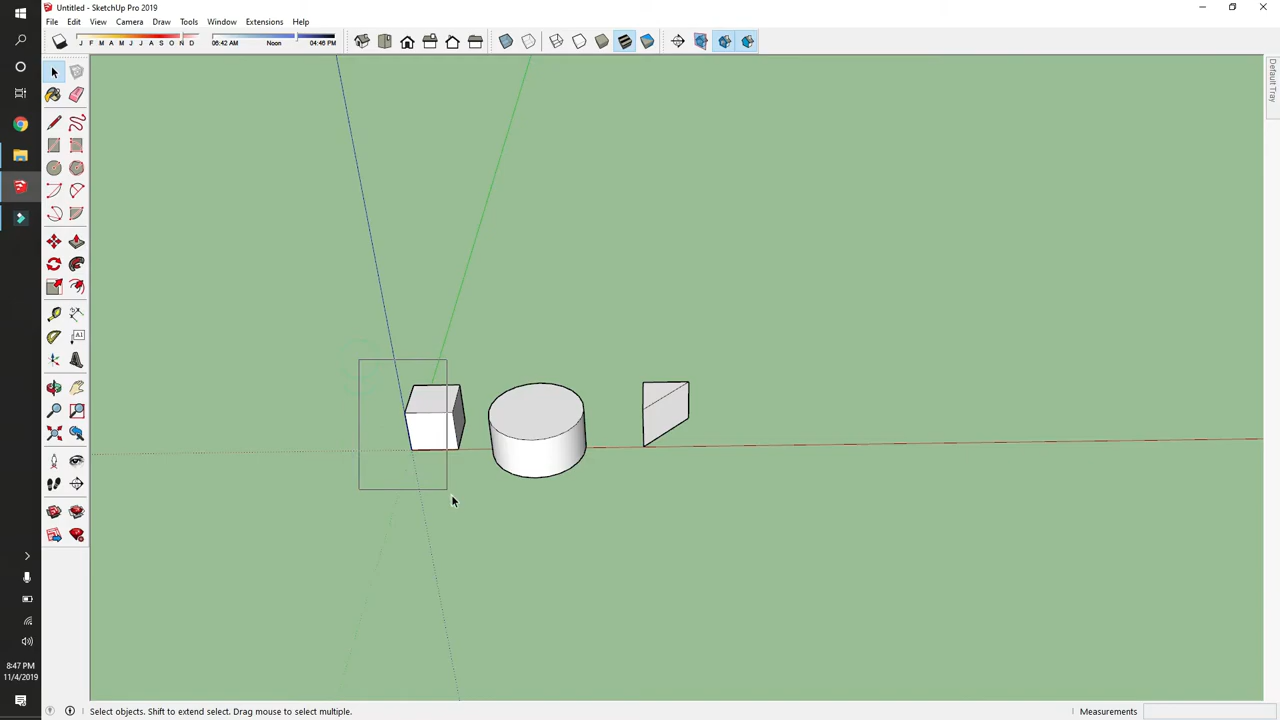 Untitled - SketchUp Pro 2019
File Edit View Camera Draw Tools Window Extensions Help
J F M A M J J A S O N D 06:42 AM Noon 04:46 PM
Default Tray
A1
8:47 PM
11/4/2019
Select objects. Shift to extend select. Drag mouse to select multiple. Measurements